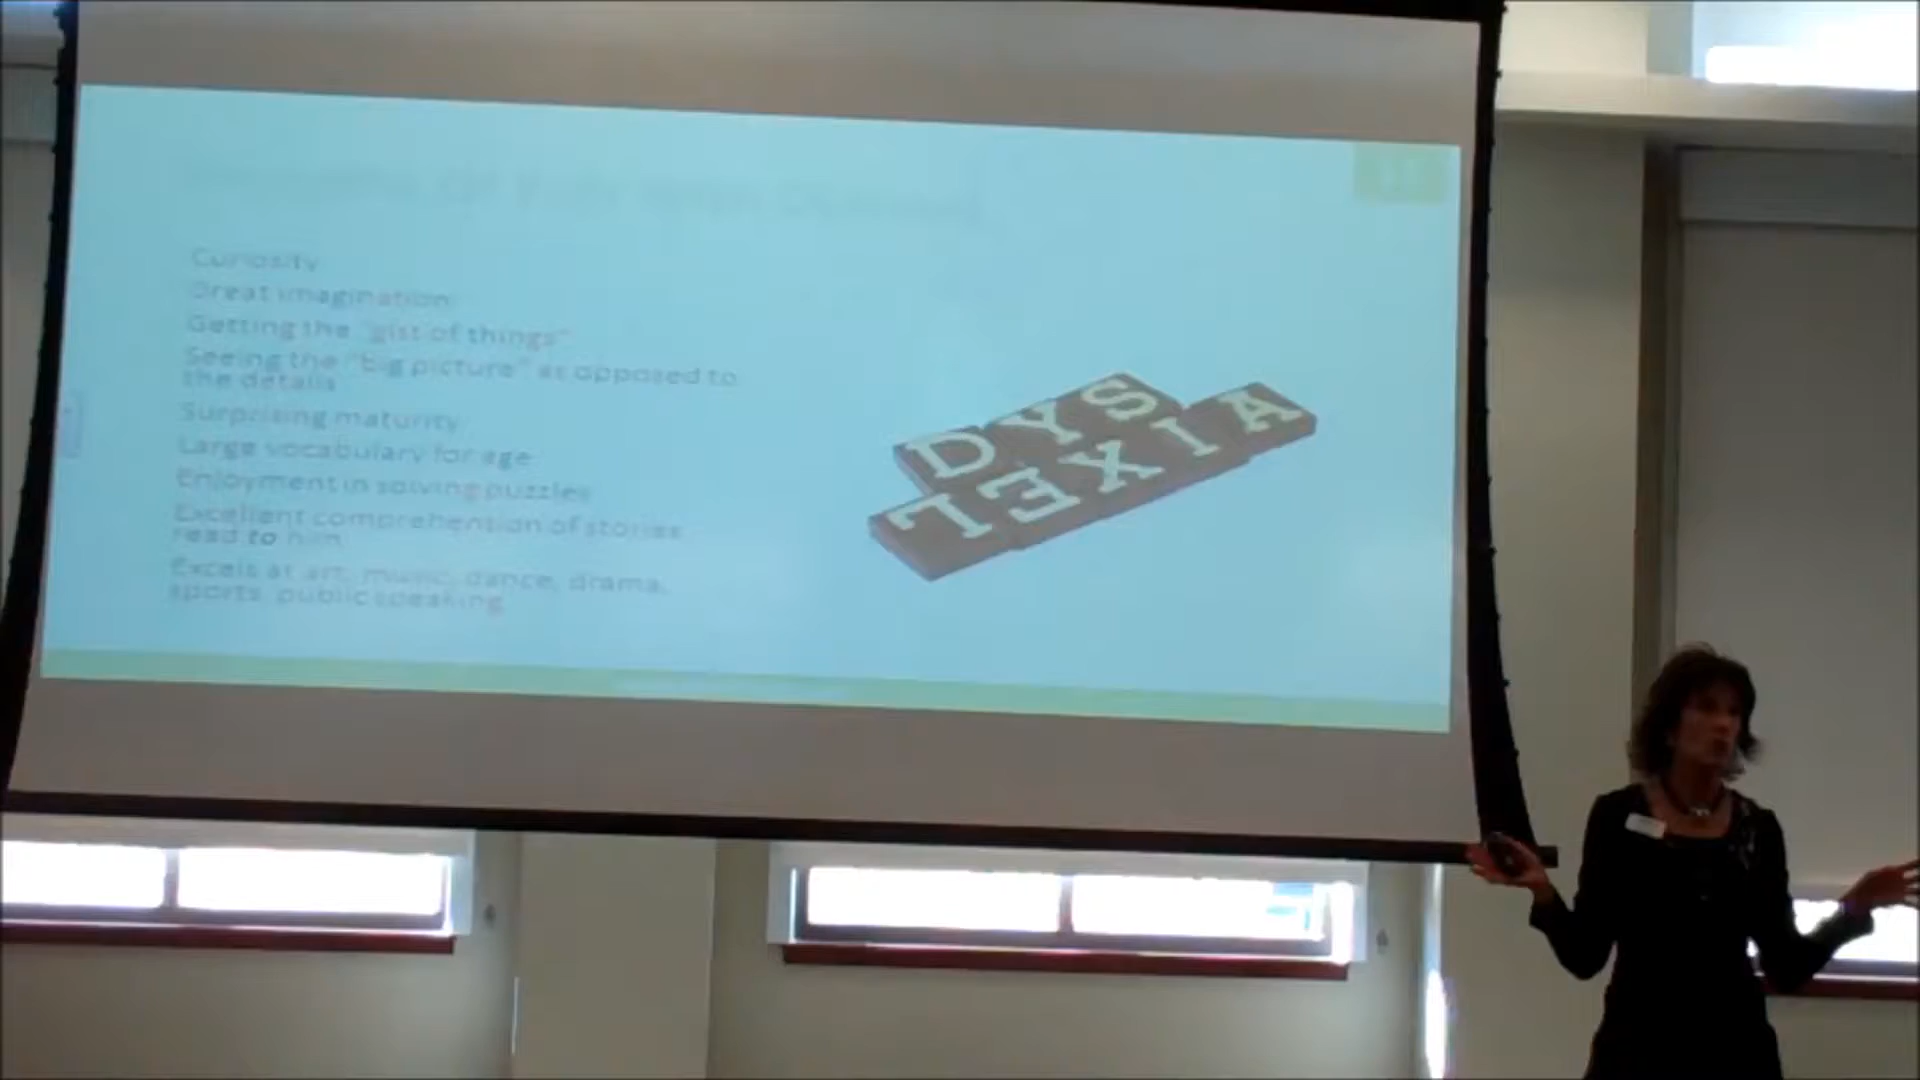 Curiosity
Great imagination
Getting the "gist of things"
Seeing the "big picture" as opposed to
the details
Surprising maturity
Large vocabulary for age
Enjoyment in solving puzzles
Excellent comprehension of stories
read to him
Excels at art, music, dance, drama,
sports, public speaking
DYS
LEXIA